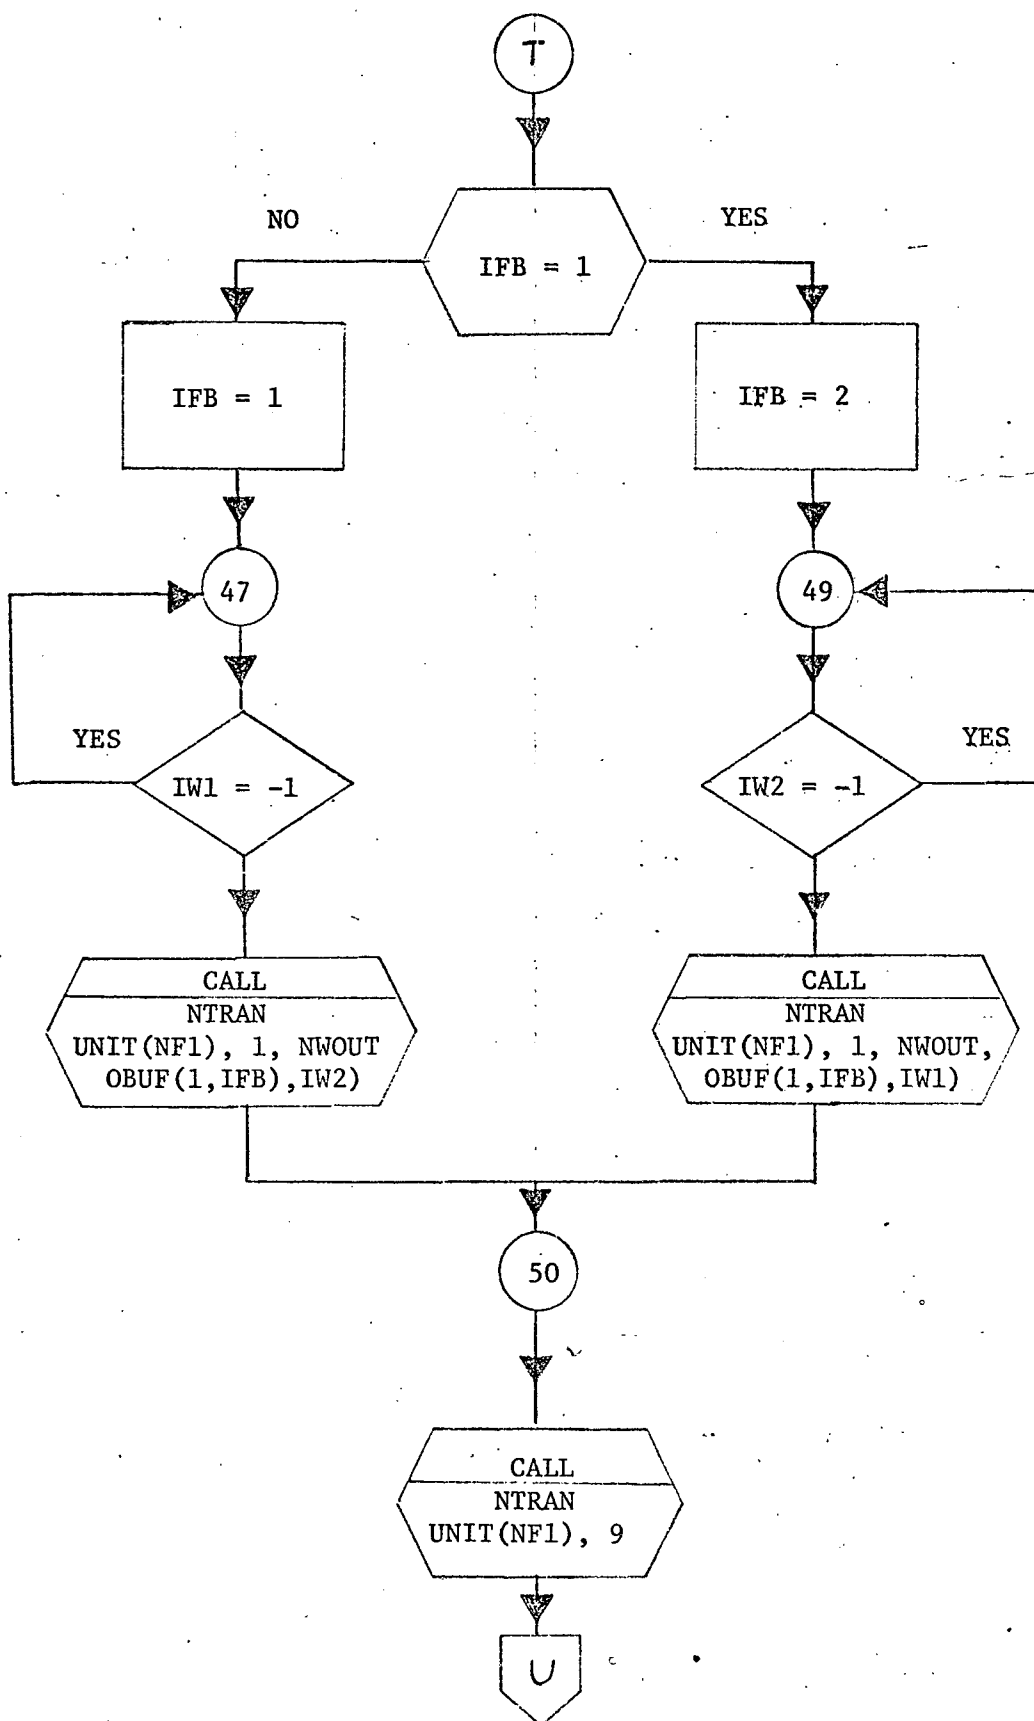 T
NO
YES
IFB = 1
IFB = 1
IFB = 2
47
49
YES
IW1 = -1
IW2 = -1
YES
CALL
NTRAN
UNIT(NF1), 1, NWOUT
OBUF(1,IFB),IW2)
CALL
NTRAN
UNIT(NF1), 1, NWOUT,
OBUF(1,IFB),IW1)
50
CALL
NTRAN
UNIT(NF1), 9
U